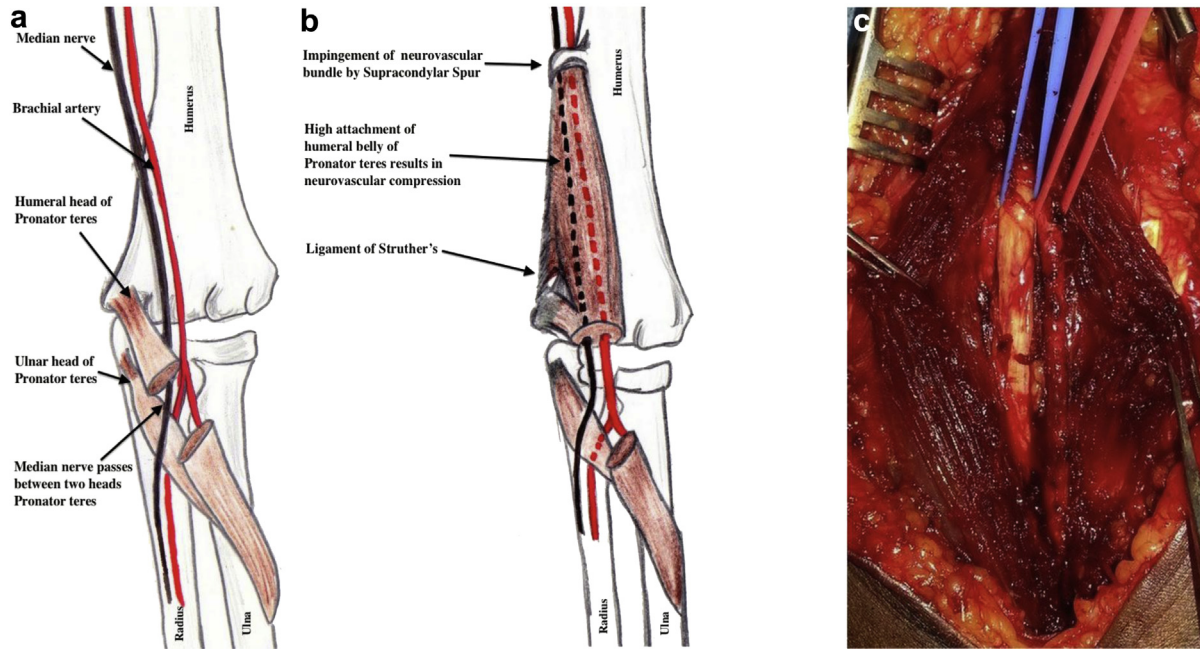 a
Median nerve
Brachial artery
Humerus
Humeral head of
Pronator teres
Ulnar head of
Pronator teres
Median nerve passes
between two heads
Pronator teres
Radius
Ulna
b
Impingement of neurovascular
bundle by Supracondylar Spur
Humerus
High attachment of
humeral belly of
Pronator teres results in
neurovascular compression
Ligament of Struther's
Radius
Ulna
c